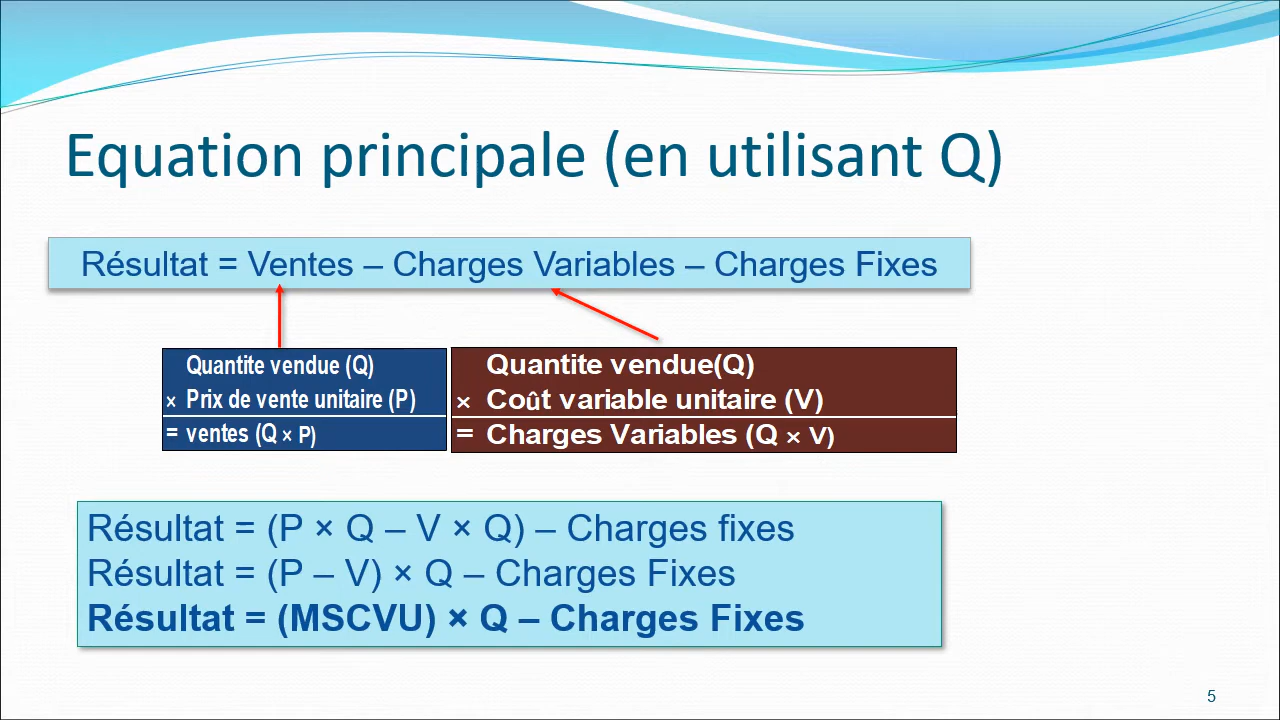 Equation principale (en utilisant Q)
Résultat = Ventes – Charges Variables – Charges Fixes
Quantite vendue (Q)
× Prix de vente unitaire (P)
= ventes (Q × P)
Quantite vendue(Q)
× Coût variable unitaire (V)
= Charges Variables (Q × V)
Résultat = (P × Q – V × Q) – Charges fixes
Résultat = (P – V) × Q – Charges Fixes
Résultat = (MSCVU) × Q – Charges Fixes
5